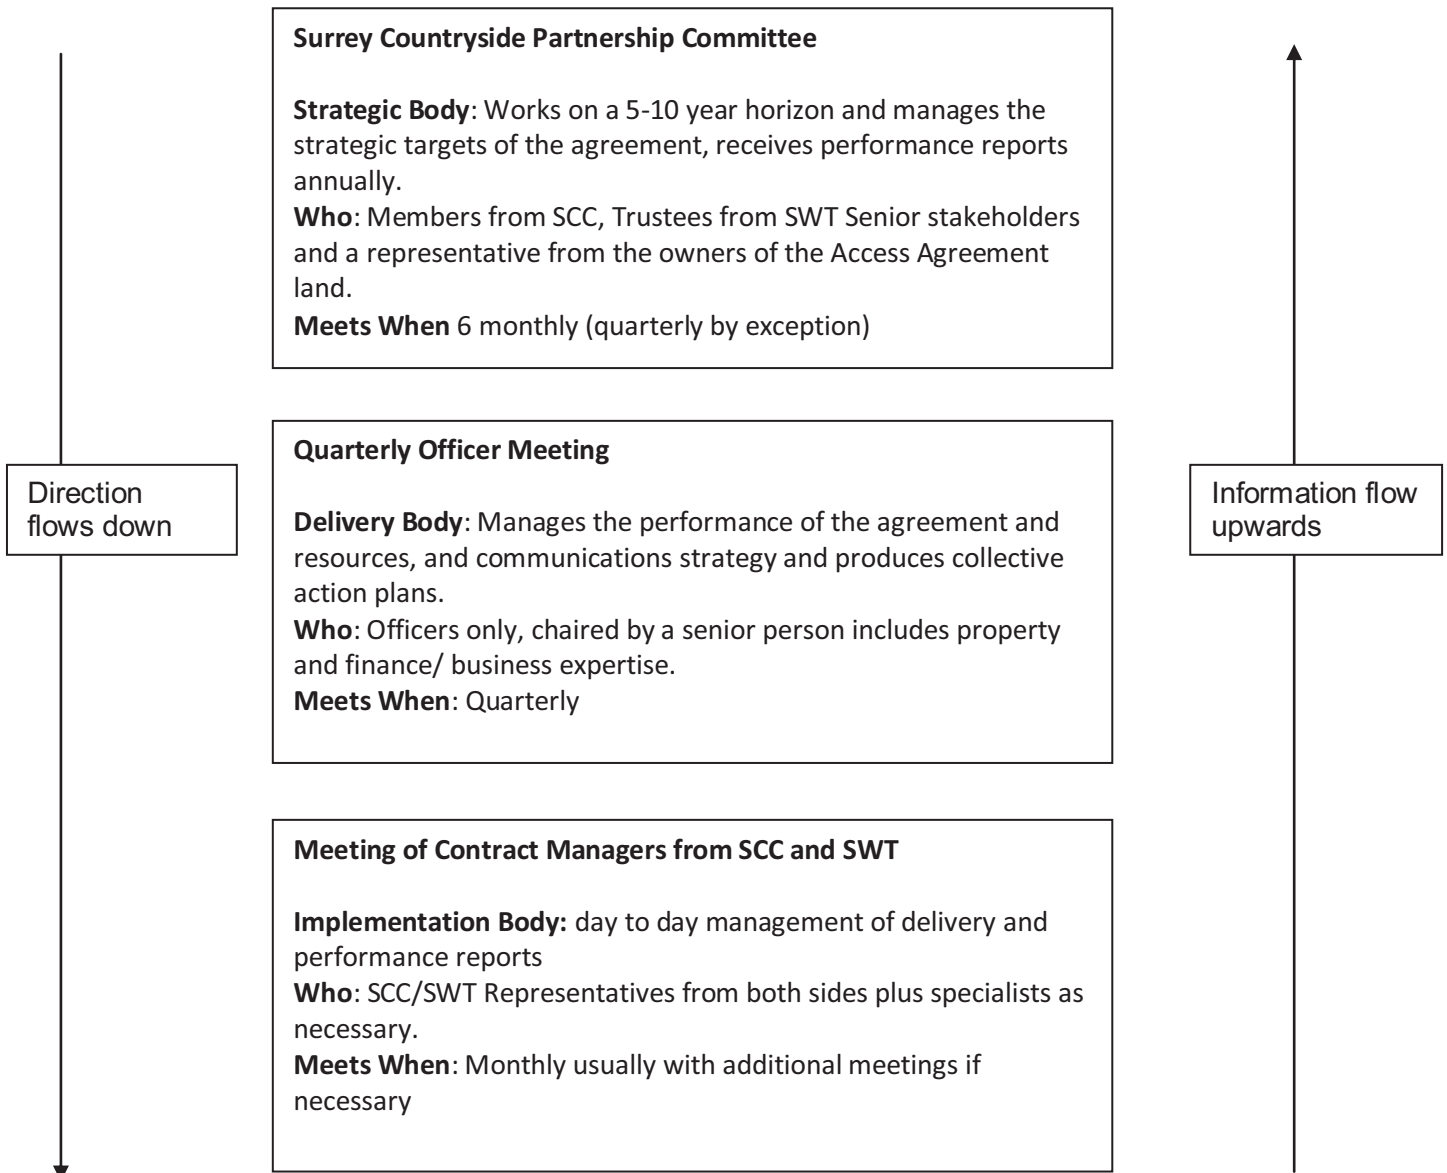 Surrey Countryside Partnership Committee
Strategic Body: Works on a 5-10 year horizon and manages the
strategic targets of the agreement, receives performance reports
annually.
Who: Members from SCC, Trustees from SWT Senior stakeholders
and a representative from the owners of the Access Agreement
land.
Meets When 6 monthly (quarterly by exception)
Direction
flows down
Quarterly Officer Meeting
Delivery Body: Manages the performance of the agreement and
resources, and communications strategy and produces collective
action plans.
Who: Officers only, chaired by a senior person includes property
and finance/ business expertise.
Meets When: Quarterly
Information flow
upwards
Meeting of Contract Managers from SCC and SWT
Implementation Body: day to day management of delivery and
performance reports
Who: SCC/SWT Representatives from both sides plus specialists as
necessary.
Meets When: Monthly usually with additional meetings if
necessary